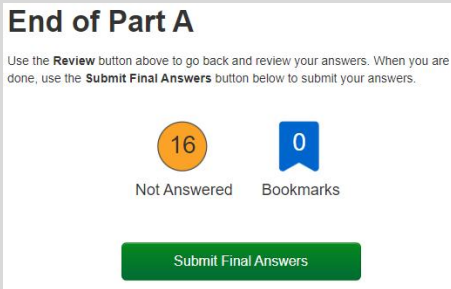 End of Part A
Use the Review button above to go back and review your answers. When you are
done, use the Submit Final Answers button below to submit your answers.
16
0
Not Answered
Bookmarks
Submit Final Answers